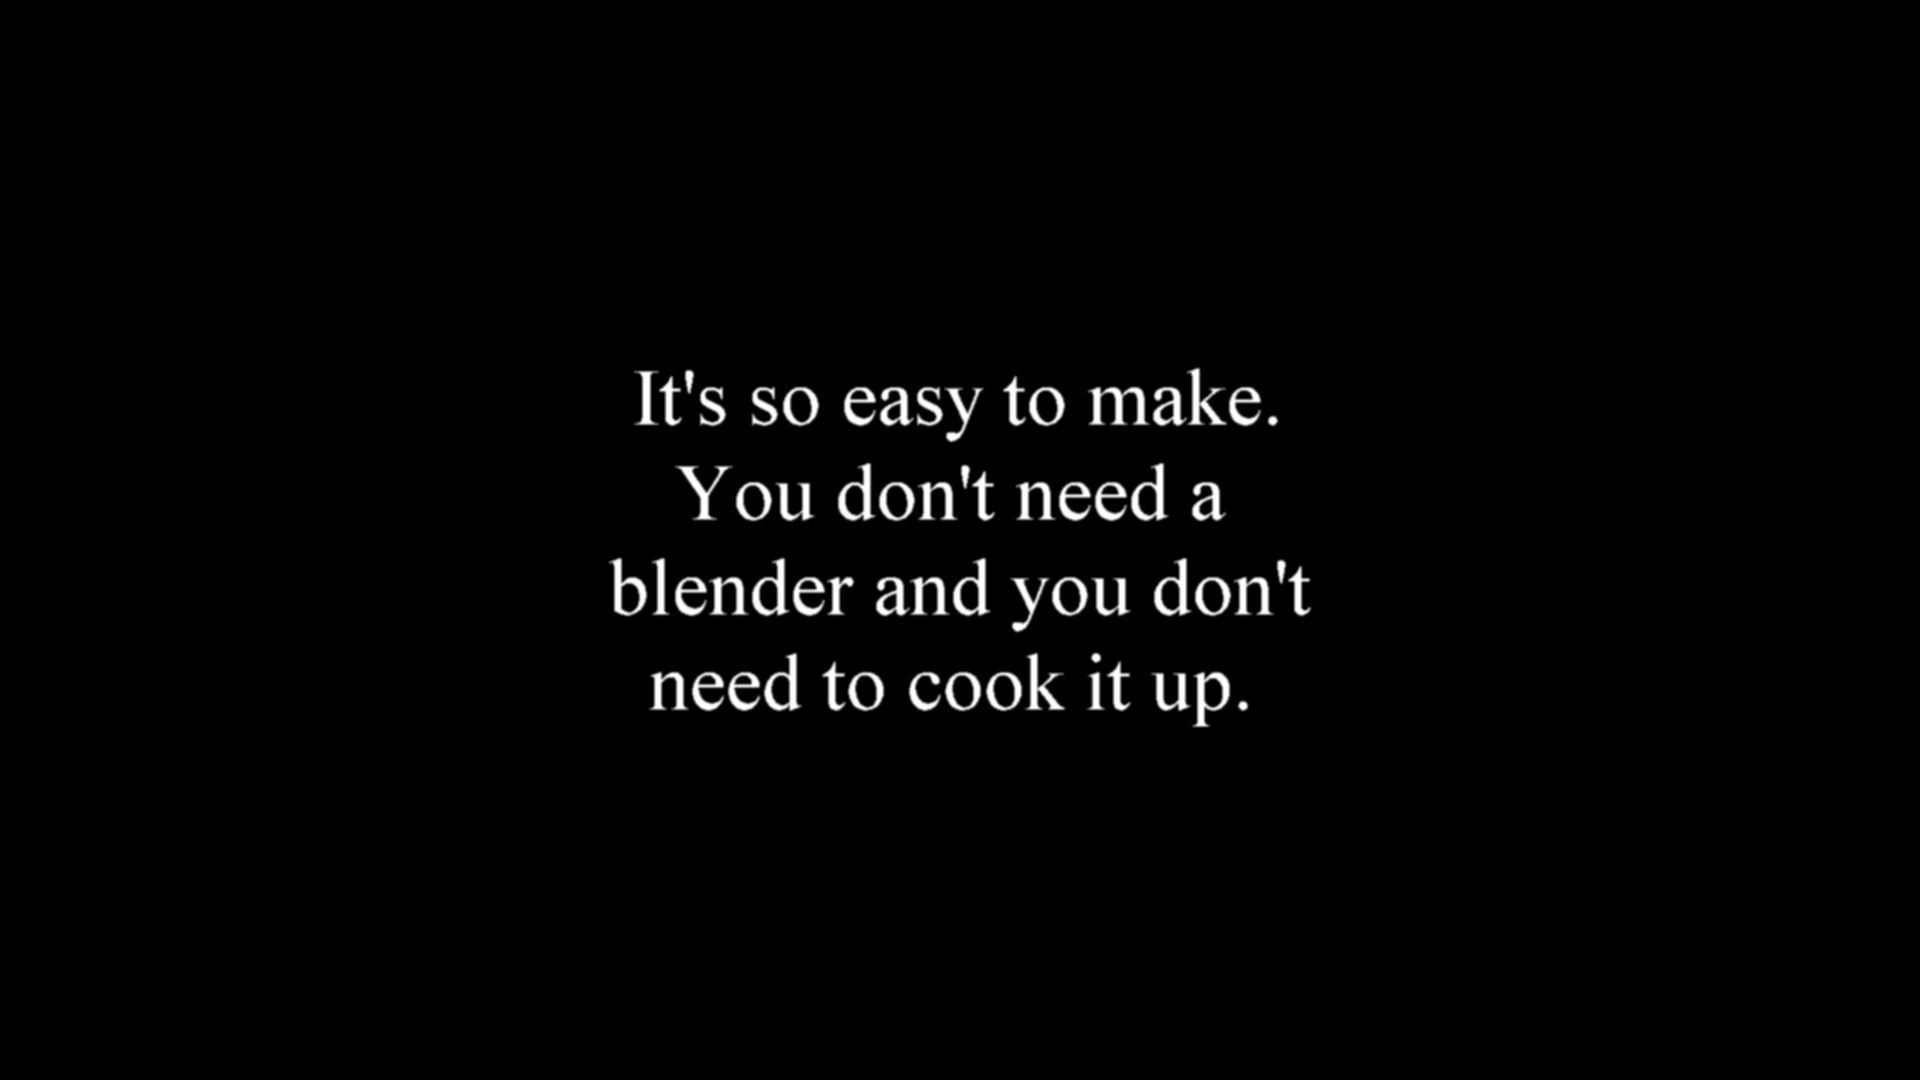 It's so easy to make.
You don't need a
blender and you don't
need to cook it up.